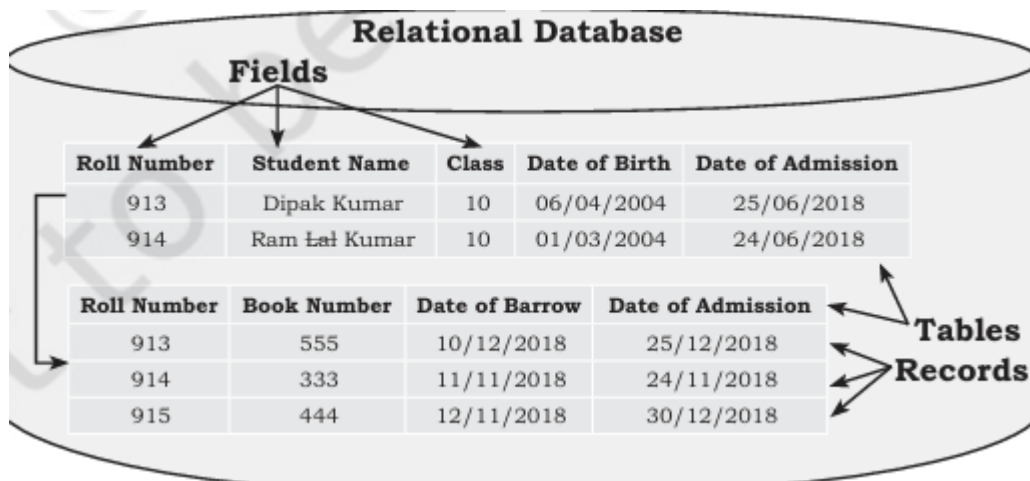 Relational Database
Fields
Roll Number Student Name Class Date of Birth Date of Admission
913 Dipak Kumar 10 06/04/2004 25/06/2018
914 Ram Lal Kumar 10 01/03/2004 24/06/2018
Roll Number Book Number Date of Barrow Date of Admission
913 555 10/12/2018 25/12/2018
914 333 11/11/2018 24/11/2018
915 444 12/11/2018 30/12/2018
Tables
Records
to be